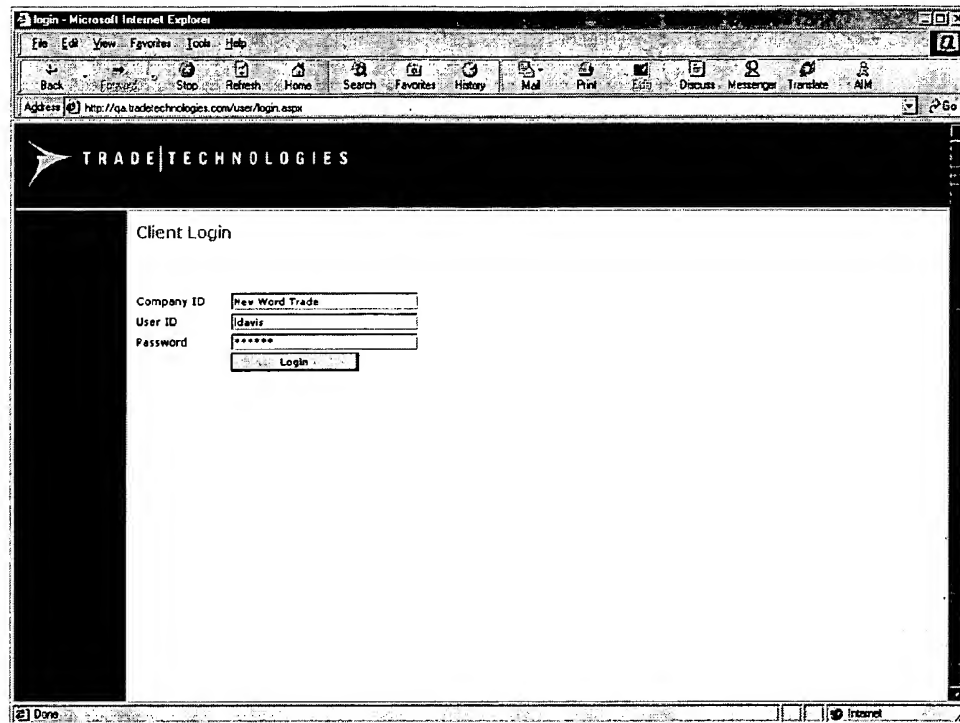 login - Microsoft Internet Explorer
File Edit View Favorites Tools Help
Back Forward Stop Refresh Home Search Favorites History Mail Print Edit Discuss Messenger Translate AIM
Address http://qa.tradetechnologies.com/user/login.aspx Go
TRADE|TECHNOLOGIES
Client Login
Company ID New Word Trade
User ID ldavis
Password ******
Login
Done Internet